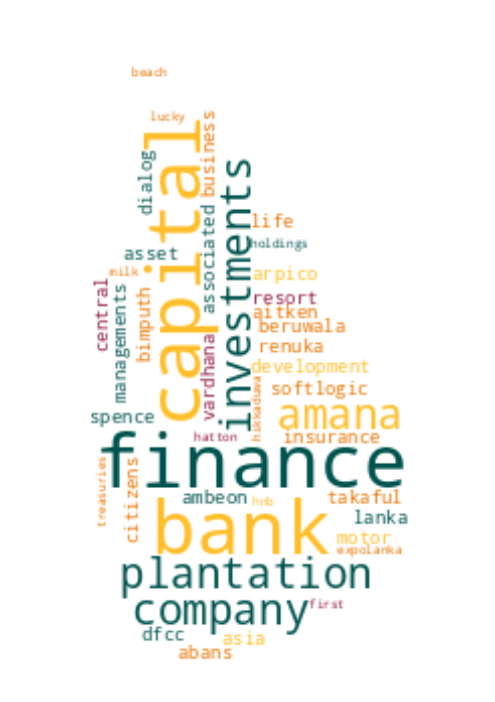 beach
lucky
capital
business
dialog
investments
associated
life
holdings
asset
milk
arpico
central
managements
bimputh
resort
aitken
beruwala
vardhana
renuka
development
hikkaduwa
softlogic
spence
amana
hatton
insurance
finance
treasuries
citizens
ambeon
hnb
takaful
bank
lanka
motor
expolanka
plantation
company
first
dfcc
asia
abans